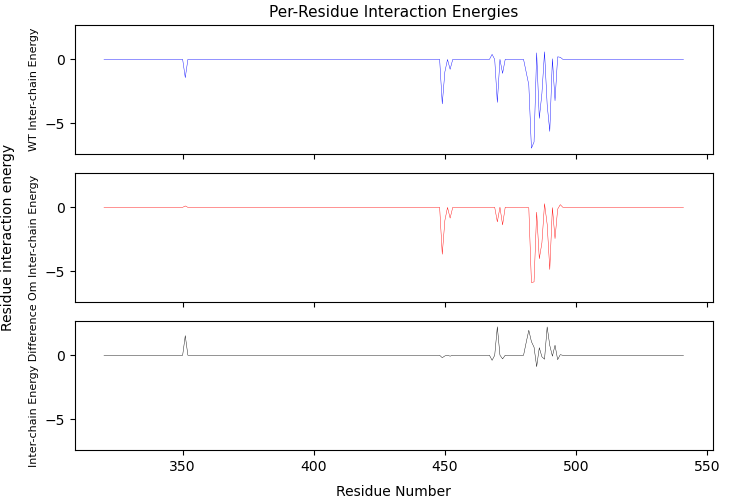 Per-Residue Interaction Energies
Residue interaction energy
WT Inter-chain Energy
0
−5
Om Inter-chain Energy
0
−5
Inter-chain Energy Difference
0
−5
350
400
450
500
550
Residue Number